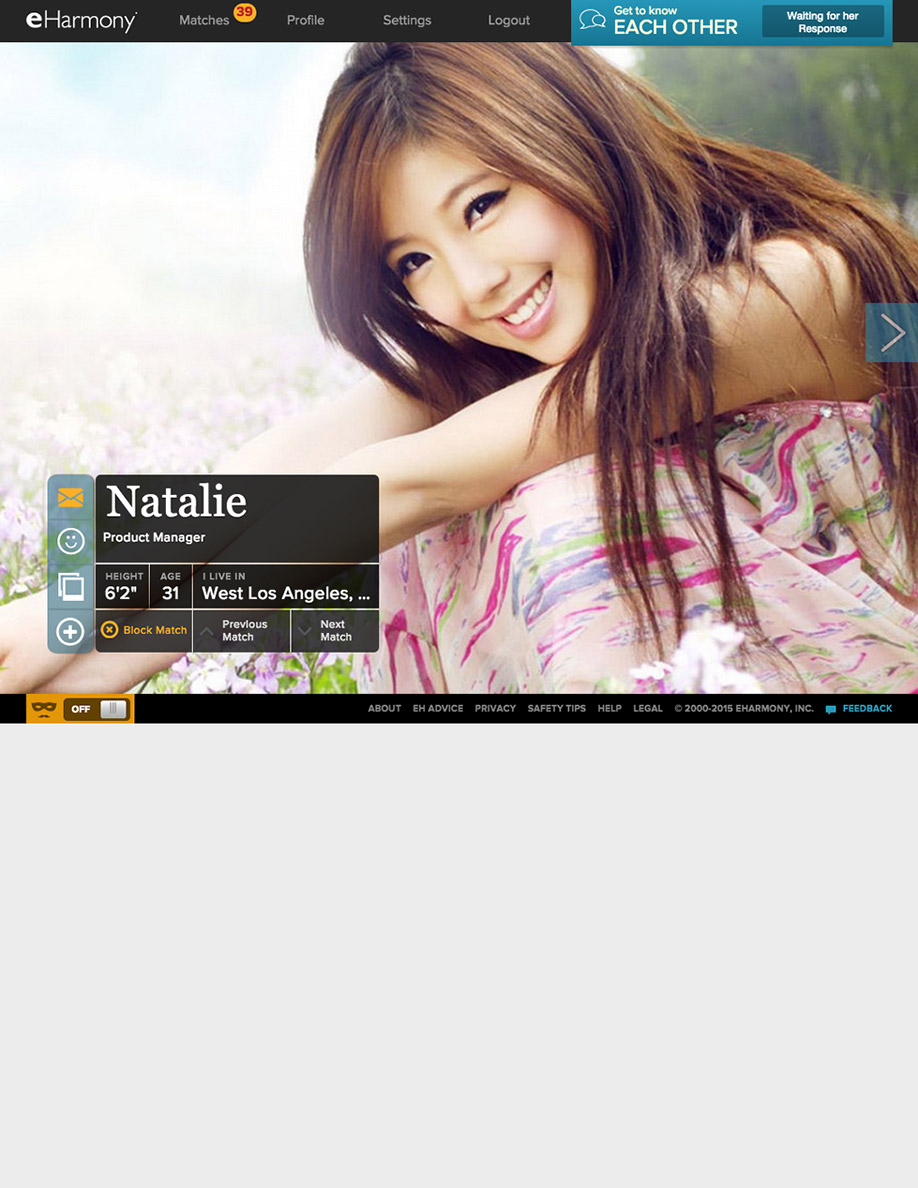 eHarmony
Matches 39
Profile
Settings
Logout
Get to know
EACH OTHER
Waiting for her
Response
Natalie
Product Manager
HEIGHT
6'2"
AGE
31
I LIVE IN
West Los Angeles, ...
Block Match
Previous
Match
Next
Match
OFF
ABOUT EH ADVICE PRIVACY SAFETY TIPS HELP LEGAL © 2000-2015 EHARMONY, INC. FEEDBACK